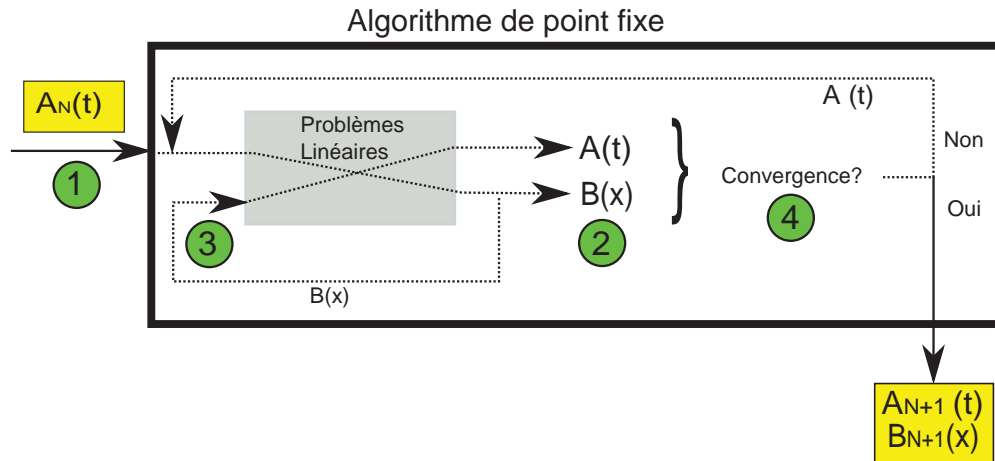 Algorithme de point fixe
AN(t)
1
A (t)
Problèmes
Linéaires
A(t)
B(x)
Convergence?
Non
Oui
2
3
4
B(x)
AN+1 (t)
BN+1(x)